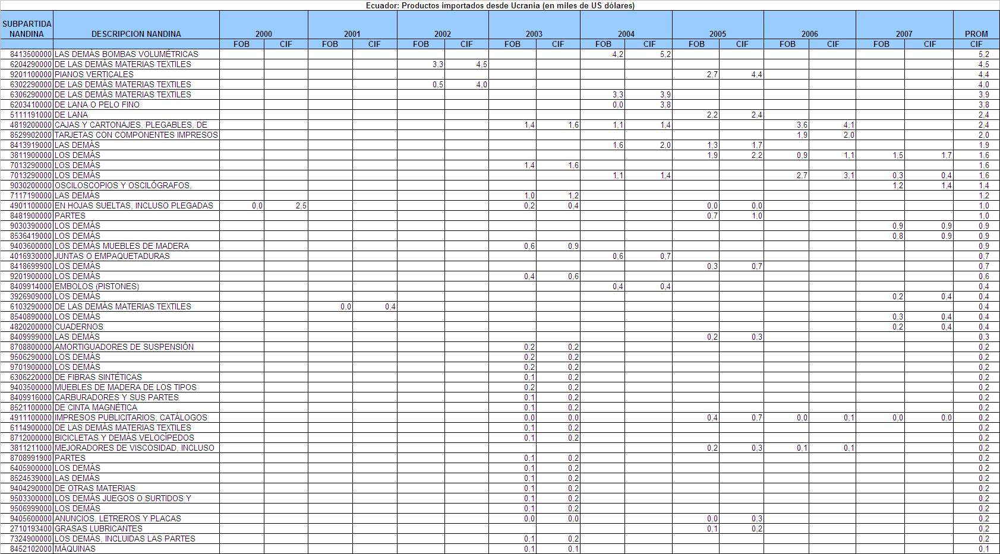 Ecuador: Productos importados desde Ucrania (en miles de US dólares)
SUBPARTIDA NANDINA DESCRIPCION NANDINA 2000 2001 2002 2003 2004 2005 2006 2007 PROM
FOB CIF FOB CIF FOB CIF FOB CIF FOB CIF FOB CIF FOB CIF FOB CIF CIF
8413500000 LAS DEMÁS BOMBAS VOLUMÉTRICAS 4,2 5,2 5,2
6204290000 DE LAS DEMÁS MATERIAS TEXTILES 3,3 4,5 4,5
9201100000 PIANOS VERTICALES 2,7 4,4 4,4
6302290000 DE LAS DEMÁS MATERIAS TEXTILES 0,5 4,0 4,0
6306290000 DE LAS DEMÁS MATERIAS TEXTILES 3,3 3,9 3,9
6203410000 DE LANA O PELO FINO 0,0 3,8 3,8
5111191000 DE LANA 2,2 2,4 2,4
4819200000 CAJAS Y CARTONAJES, PLEGABLES, DE 1,4 1,6 1,1 1,4 3,6 4,1 2,4
8529902000 TARJETAS CON COMPONENTES IMPRESOS 1,9 2,0 2,0
8413919000 LAS DEMÁS 1,6 2,0 1,3 1,7 1,9
3811900000 LOS DEMÁS 1,9 2,2 0,9 1,1 1,5 1,7 1,6
7013290000 LOS DEMÁS 1,4 1,6 1,6
7013290000 LOS DEMÁS 1,1 1,4 2,7 3,1 0,3 0,4 1,6
9030200000 OSCILOSCOPIOS Y OSCILÓGRAFOS, 1,2 1,4 1,4
7117190000 LAS DEMÁS 1,0 1,2 1,2
4901100000 EN HOJAS SUELTAS, INCLUSO PLEGADAS 0,0 2,5 0,2 0,4 0,0 0,0 1,0
8481900000 PARTES 0,7 1,0 1,0
9030390000 LOS DEMÁS 0,9 0,9 0,9
8536419000 LOS DEMÁS 0,8 0,9 0,9
9403600000 LOS DEMÁS MUEBLES DE MADERA 0,6 0,9 0,9
4016930000 JUNTAS O EMPAQUETADURAS 0,6 0,7 0,7
8418699900 LOS DEMÁS 0,3 0,7 0,7
9201900000 LOS DEMÁS 0,4 0,6 0,6
8409914000 EMBOLOS (PISTONES) 0,4 0,4 0,4
3926909000 LOS DEMÁS 0,2 0,4 0,4
6103290000 DE LAS DEMÁS MATERIAS TEXTILES 0,0 0,4 0,4
8540890000 LOS DEMÁS 0,3 0,4 0,4
4820200000 CUADERNOS 0,2 0,4 0,4
8409999000 LAS DEMÁS 0,2 0,3 0,3
8708800000 AMORTIGUADORES DE SUSPENSIÓN 0,2 0,2 0,2
9506290000 LOS DEMÁS 0,2 0,2 0,2
9701900000 LOS DEMÁS 0,2 0,2 0,2
6306220000 DE FIBRAS SINTÉTICAS 0,1 0,2 0,2
9403500000 MUEBLES DE MADERA DE LOS TIPOS 0,2 0,2 0,2
8409916000 CARBURADORES Y SUS PARTES 0,1 0,2 0,2
8521100000 DE CINTA MAGNÉTICA 0,1 0,2 0,2
4911100000 IMPRESOS PUBLICITARIOS, CATÁLOGOS 0,0 0,0 0,4 0,7 0,0 0,1 0,0 0,0 0,2
6114900000 DE LAS DEMÁS MATERIAS TEXTILES 0,1 0,2 0,2
8712000000 BICICLETAS Y DEMÁS VELOCÍPEDOS 0,1 0,2 0,2
3811211000 MEJORADORES DE VISCOSIDAD, INCLUSO 0,2 0,3 0,1 0,1 0,2
8708991900 PARTES 0,1 0,2 0,2
6405900000 LOS DEMÁS 0,1 0,2 0,2
8524539000 LAS DEMÁS 0,1 0,2 0,2
9404290000 DE OTRAS MATERIAS 0,1 0,2 0,2
9503300000 LOS DEMÁS JUEGOS O SURTIDOS Y 0,1 0,2 0,2
9506999000 LOS DEMÁS 0,1 0,2 0,2
9405600000 ANUNCIOS, LETREROS Y PLACAS 0,0 0,0 0,0 0,3 0,2
2710193400 GRASAS LUBRICANTES 0,1 0,2 0,2
7324900000 LOS DEMÁS, INCLUIDAS LAS PARTES 0,1 0,2 0,2
8452102000 MÁQUINAS 0,1 0,1 0,1